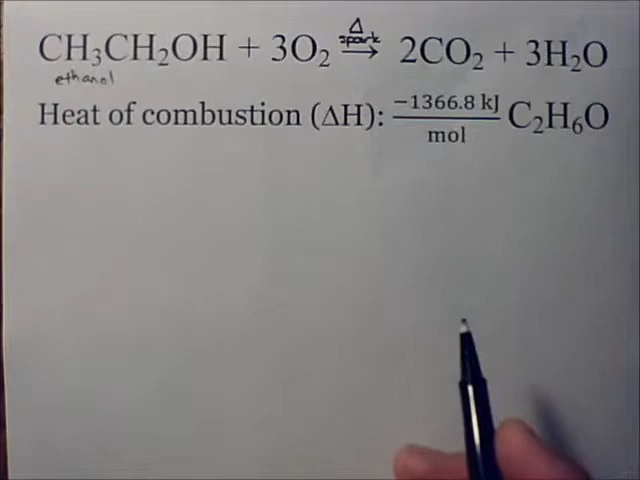 CH₃CH₂OH + 3O₂ —Δ spark→ 2CO₂ + 3H₂O
ethanol
Heat of combustion (ΔH): −1366.8 kJ/mol C₂H₆O